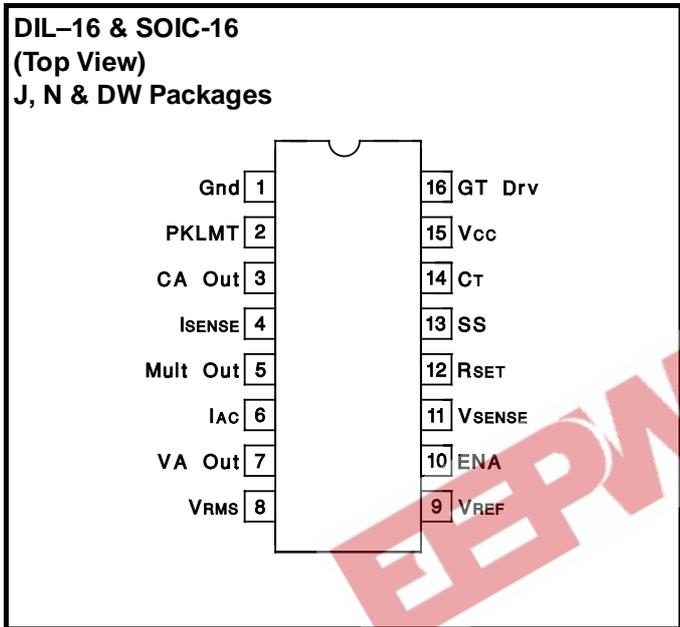 DIL–16 & SOIC-16
(Top View)
J, N & DW Packages
Gnd 1
16 GT Drv
PKLMT 2
15 VCC
CA Out 3
14 CT
ISENSE 4
13 SS
Mult Out 5
12 RSET
IAC 6
11 VSENSE
VA Out 7
10 ENA
VRMS 8
9 VREF
EEPW